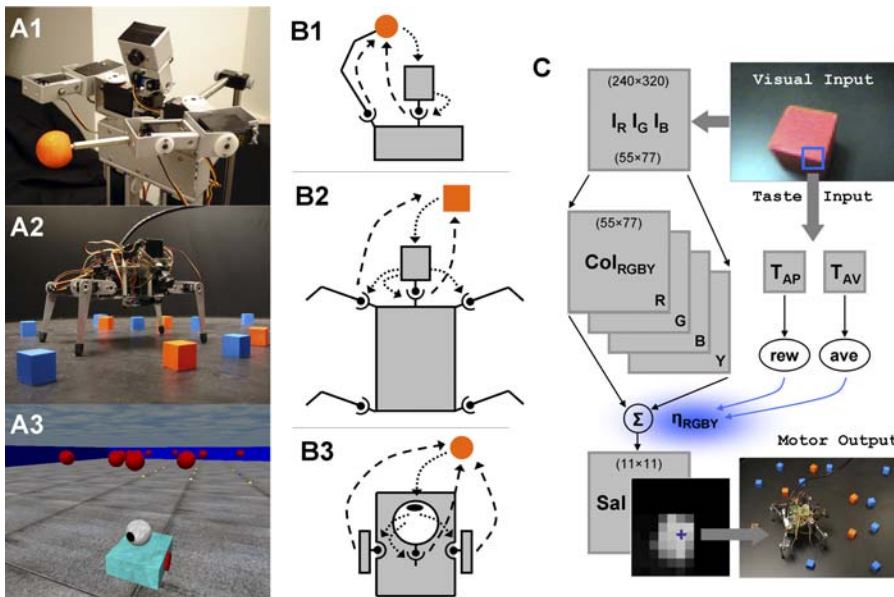 A1
A2
A3
B1
B2
B3
C
(240×320)
I_R I_G I_B
(55×77)
Visual Input
Taste Input
(55×77)
Col_RGBY
R
G
B
Y
T_AP
T_AV
rew
ave
Σ
η_RGBY
Motor Output
(11×11)
Sal